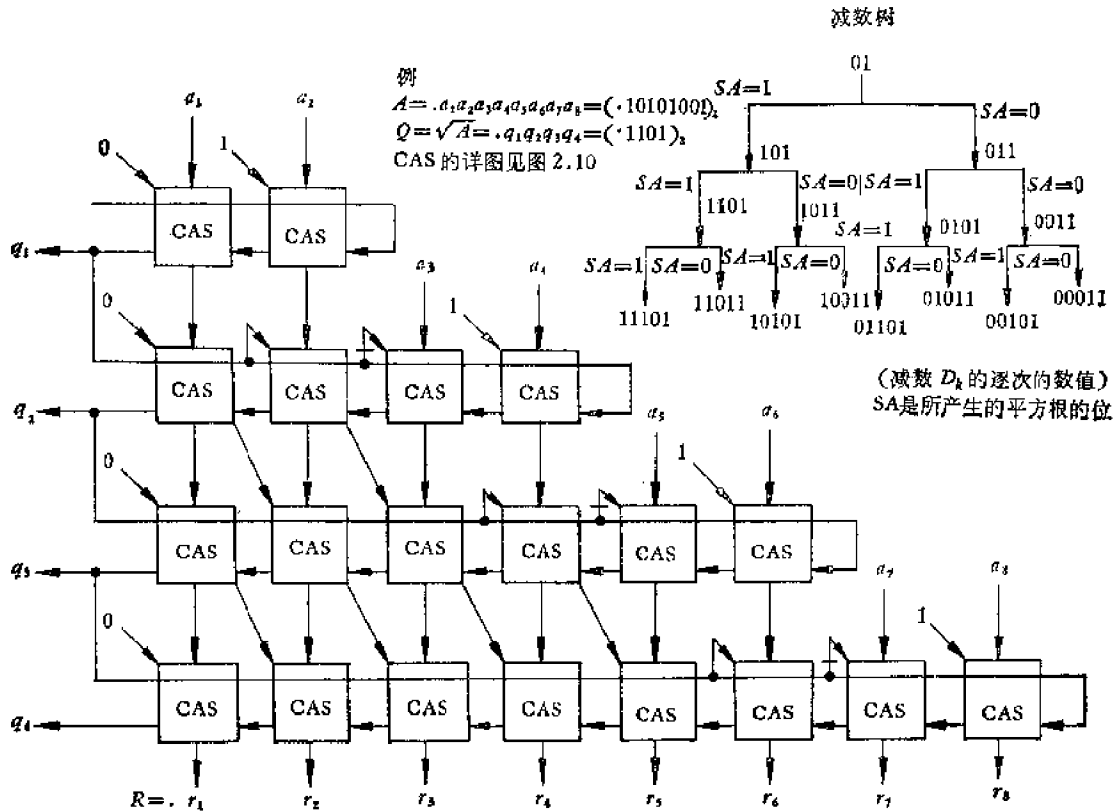 减数树
01
SA=1
SA=0
101
011
SA=1
SA=0
SA=1
SA=0
1101
1011
0101
0011
SA=1
SA=0
SA=1
SA=0
SA=1
SA=0
SA=1
SA=0
11101
11011
10101
10011
01101
01011
00101
00011
(减数 D_k 的逐次的数值)
SA是所产生的平方根的位
例
A=.a₁a₂a₃a₄a₅a₆a₇a₈=(·10101001)₂
Q=√A=.q₁q₂q₃q₄=(·1101)₂
CAS 的详图见图 2.10
a₁ a₂
0 1
CAS CAS
q₁
a₃ a₄
0 1
CAS CAS CAS CAS
q₂
a₅ a₆
0 1
CAS CAS CAS CAS CAS CAS
q₃
a₇ a₈
0 1
CAS CAS CAS CAS CAS CAS CAS CAS
q₄
R=. r₁ r₂ r₃ r₄ r₅ r₆ r₇ r₈